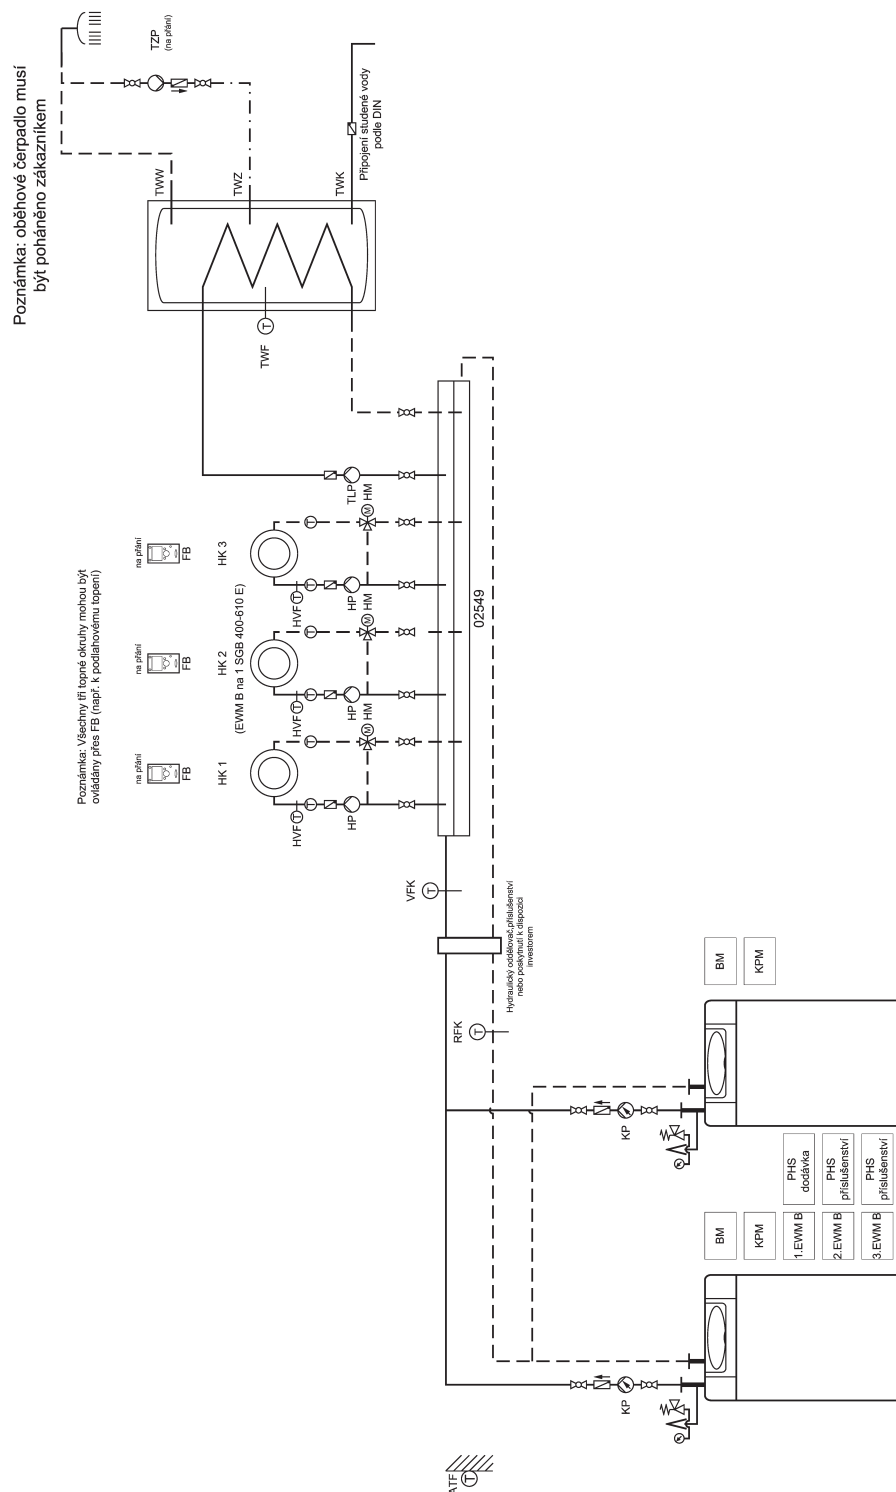 Poznámka: oběhové čerpadlo musí
být poháněno zákazníkem
TZP
(na přání)
TWW
TWZ
TWK
Připojení studené vody
podle DIN
T
TWF
Poznámka: Všechny tři topné okruhy mohou být
ovládány přes FB (např. k podlahovému topení)
na přání
FB
HK 1
na přání
FB
HK 2
(EWM B na 1 SGB 400-610 E)
na přání
FB
HK 3
HVF
T
T
T
HP
M
HM
HVF
T
T
T
HP
M
HM
HVF
T
T
T
HP
M
HM
TLP
02549
VFK
T
Hydraulický oddělovač,příslušenství
nebo poskytnutí k dispozici
investorem
RFK
T
KP
KP
BM
KPM
BM
KPM
1.EWM B
2.EWM B
3.EWM B
PHS
dodávka
PHS
příslušenství
PHS
příslušenství
ATF
T